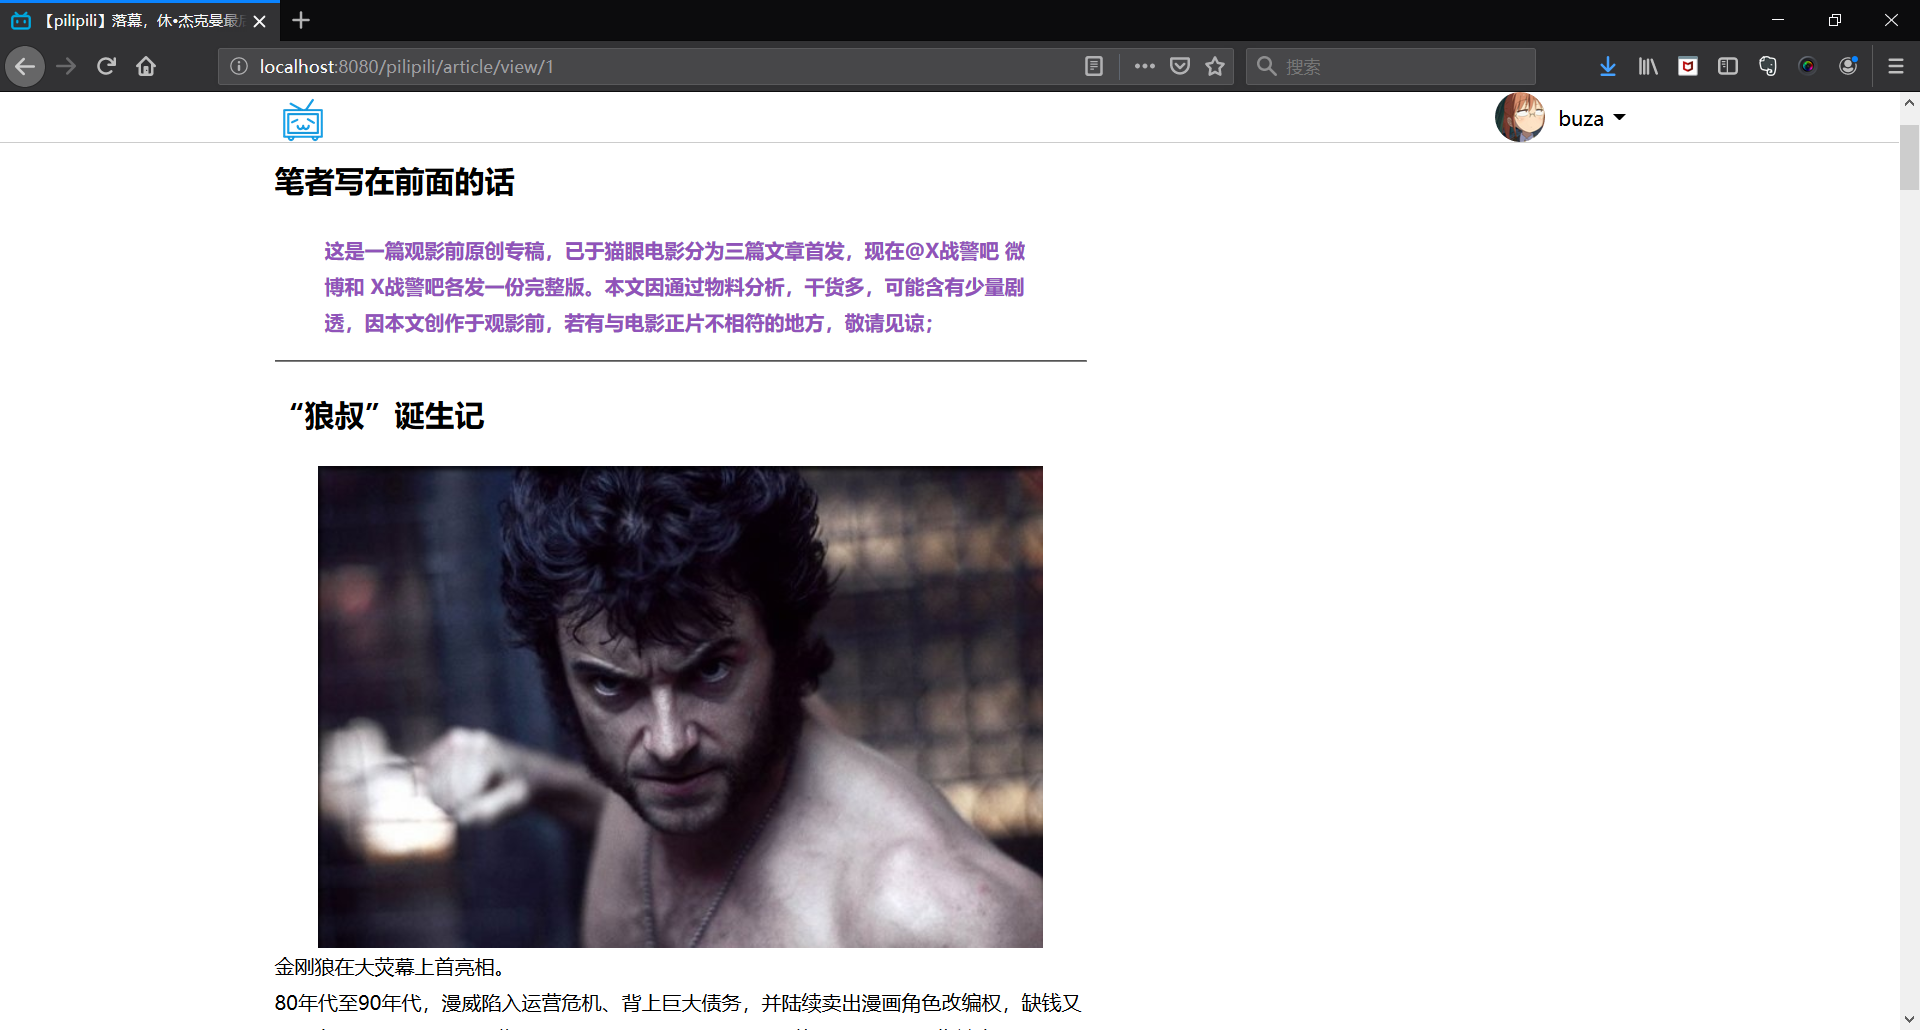 【pilipili】落幕，休•杰克曼最
localhost:8080/pilipili/article/view/1
搜索
buza
笔者写在前面的话
这是一篇观影前原创专稿，已于猫眼电影分为三篇文章首发，现在@X战警吧 微
博和 X战警吧各发一份完整版。本文因通过物料分析，干货多，可能含有少量剧
透，因本文创作于观影前，若有与电影正片不相符的地方，敬请见谅；
“狼叔”诞生记
金刚狼在大荧幕上首亮相。
80年代至90年代，漫威陷入运营危机、背上巨大债务，并陆续卖出漫画角色改编权，缺钱又